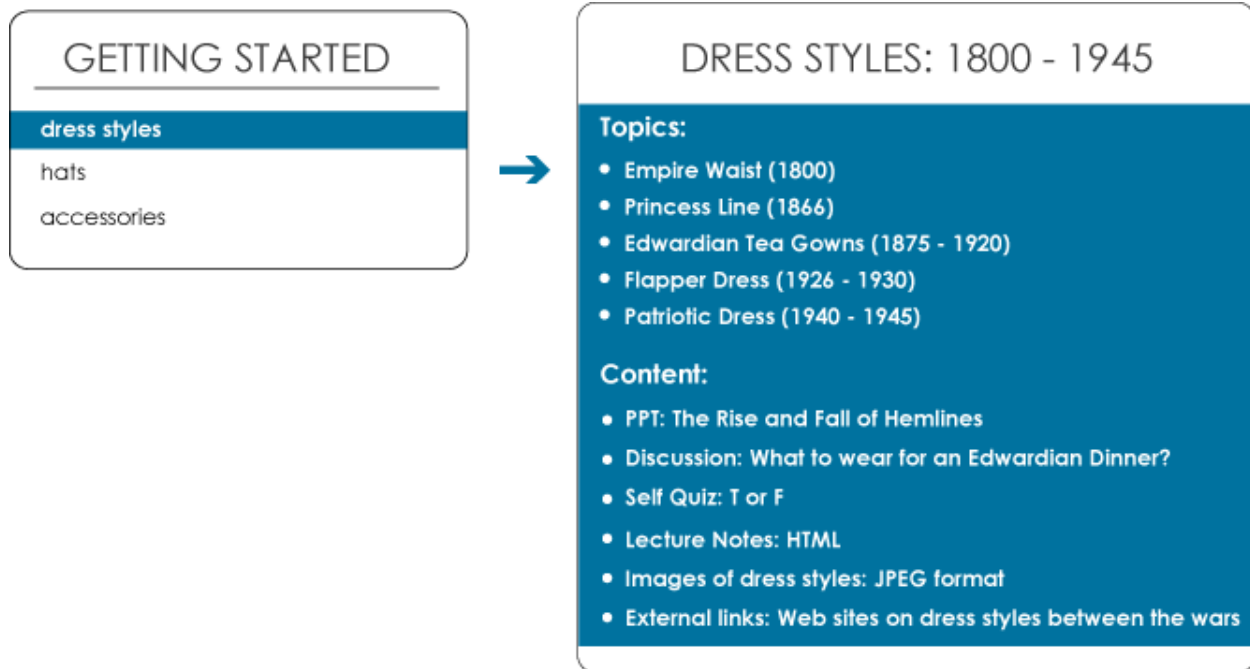 GETTING STARTED
dress styles
hats
accessories
DRESS STYLES: 1800 - 1945
Topics:
• Empire Waist (1800)
• Princess Line (1866)
• Edwardian Tea Gowns (1875 - 1920)
• Flapper Dress (1926 - 1930)
• Patriotic Dress (1940 - 1945)
Content:
• PPT: The Rise and Fall of Hemlines
• Discussion: What to wear for an Edwardian Dinner?
• Self Quiz: T or F
• Lecture Notes: HTML
• Images of dress styles: JPEG format
• External links: Web sites on dress styles between the wars